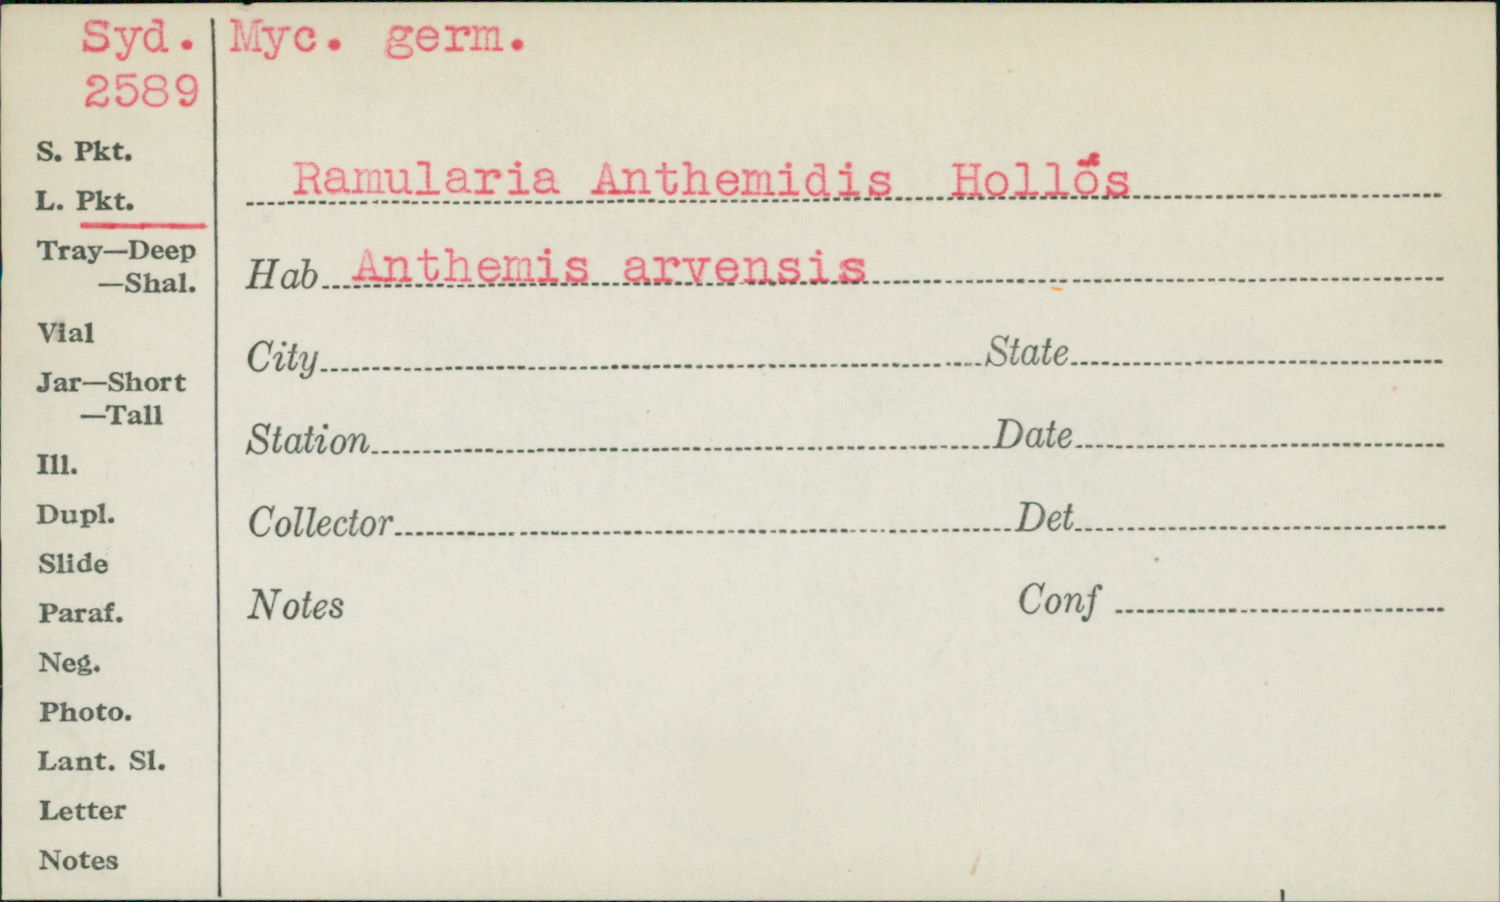 Syd. Myc. germ.
2589
S. Pkt.
L. Pkt.
Tray—Deep
—Shal.
Vial
Jar—Short
—Tall
Ill.
Dupl.
Slide
Paraf.
Neg.
Photo.
Lant. Sl.
Letter
Notes
Ramularia Anthemidis Hollós
Hab Anthemis arvensis
City State
Station Date
Collector Det
Notes Conf